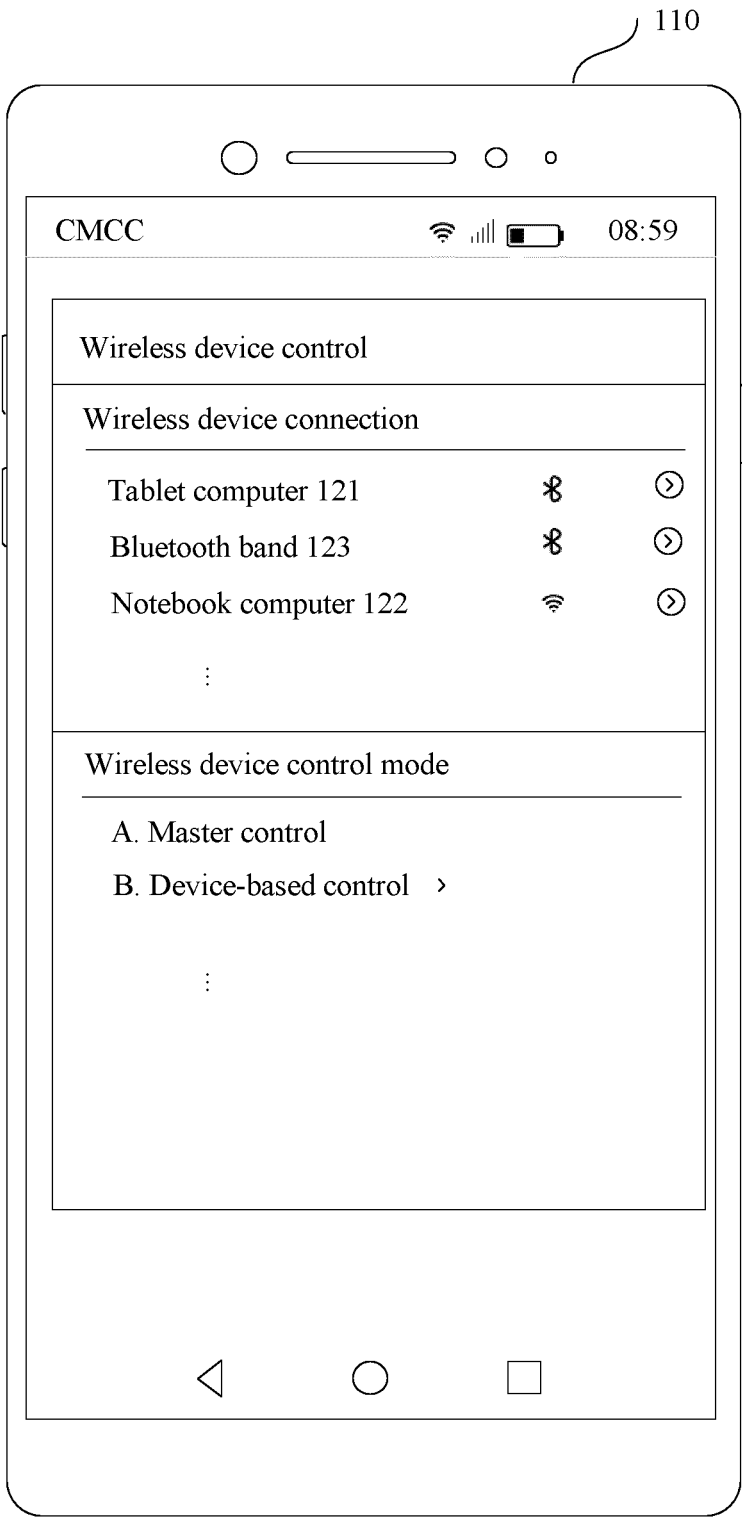 110
CMCC 08:59
Wireless device control
Wireless device connection
Tablet computer 121
Bluetooth band 123
Notebook computer 122
⋮
Wireless device control mode
A. Master control
B. Device-based control >
⋮